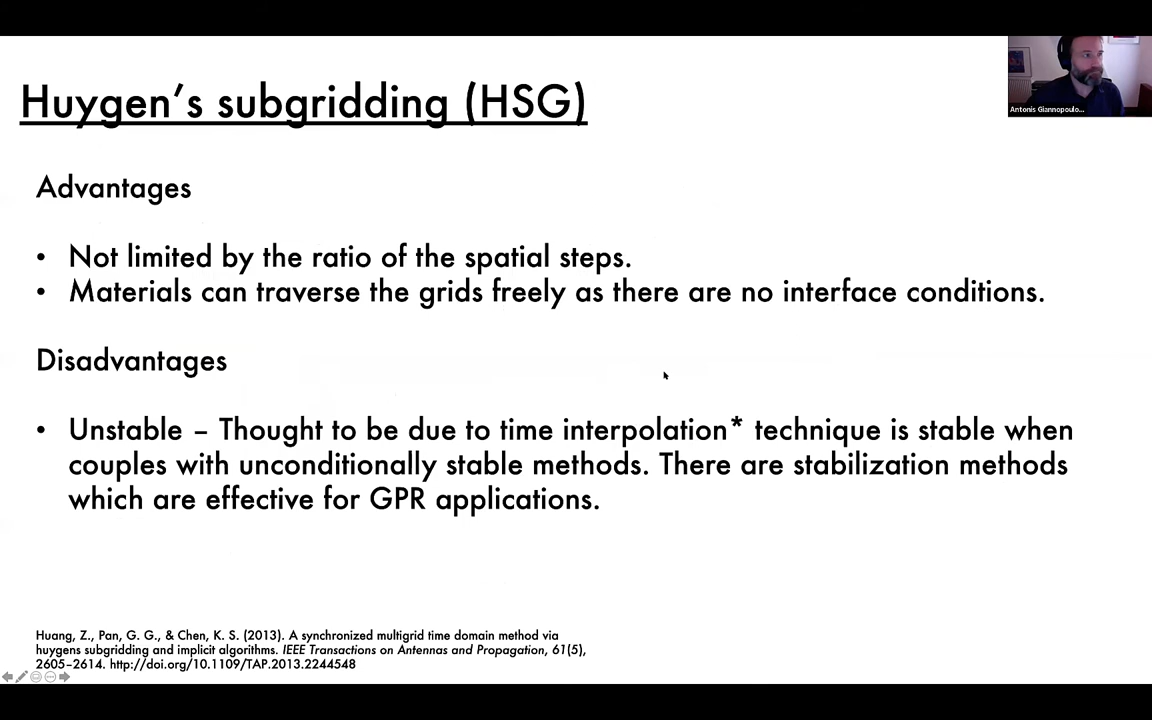 Huygen's subgridding (HSG)
Antonis Giannopoulo...
Advantages
• Not limited by the ratio of the spatial steps.
• Materials can traverse the grids freely as there are no interface conditions.
Disadvantages
• Unstable – Thought to be due to time interpolation* technique is stable when
couples with unconditionally stable methods. There are stabilization methods
which are effective for GPR applications.
Huang, Z., Pan, G. G., & Chen, K. S. (2013). A synchronized multigrid time domain method via
huygens subgridding and implicit algorithms. IEEE Transactions on Antennas and Propagation, 61(5),
2605–2614. http://doi.org/10.1109/TAP.2013.2244548